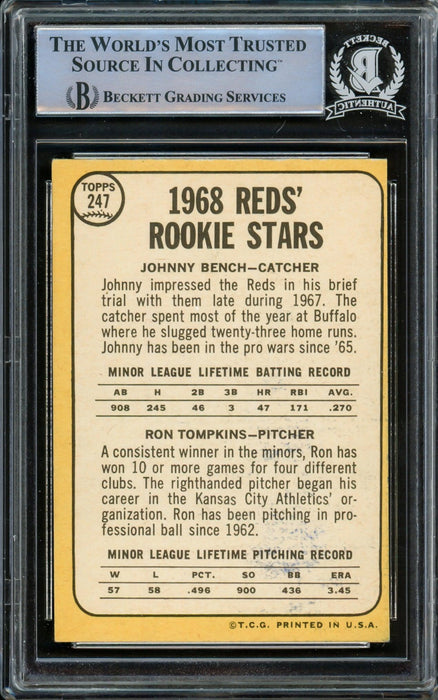 THE WORLD'S MOST TRUSTED
SOURCE IN COLLECTING™
B BECKETT GRADING SERVICES
BECKETT
B
AUTHENTIC
TOPPS
247
1968 REDS'
ROOKIE STARS
JOHNNY BENCH—CATCHER
Johnny impressed the Reds in his brief
trial with them late during 1967. The
catcher spent most of the year at Buffalo
where he slugged twenty-three home runs.
Johnny has been in the pro wars since '65.
MINOR LEAGUE LIFETIME BATTING RECORD
AB H 2B 3B HR RBI AVG.
908 245 46 3 47 171 .270
RON TOMPKINS—PITCHER
A consistent winner in the minors, Ron has
won 10 or more games for four different
clubs. The righthanded pitcher began his
career in the Kansas City Athletics' or-
ganization. Ron has been pitching in pro-
fessional ball since 1962.
MINOR LEAGUE LIFETIME PITCHING RECORD
W L PCT. SO BB ERA
57 58 .496 900 436 3.45
©T.C.G. PRINTED IN U.S.A.